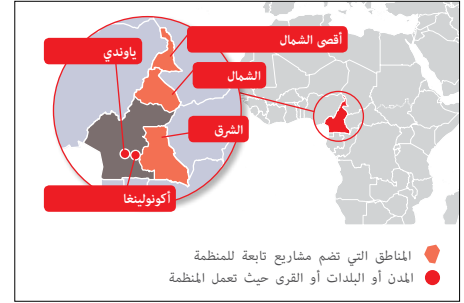 أقصى الشمال
ياوندي
الشمال
الشرق
أكونولينغا
المناطق التي تضم مشاريع تابعة للمنظمة
المدن أو البلدات أو القرى حيث تعمل المنظمة